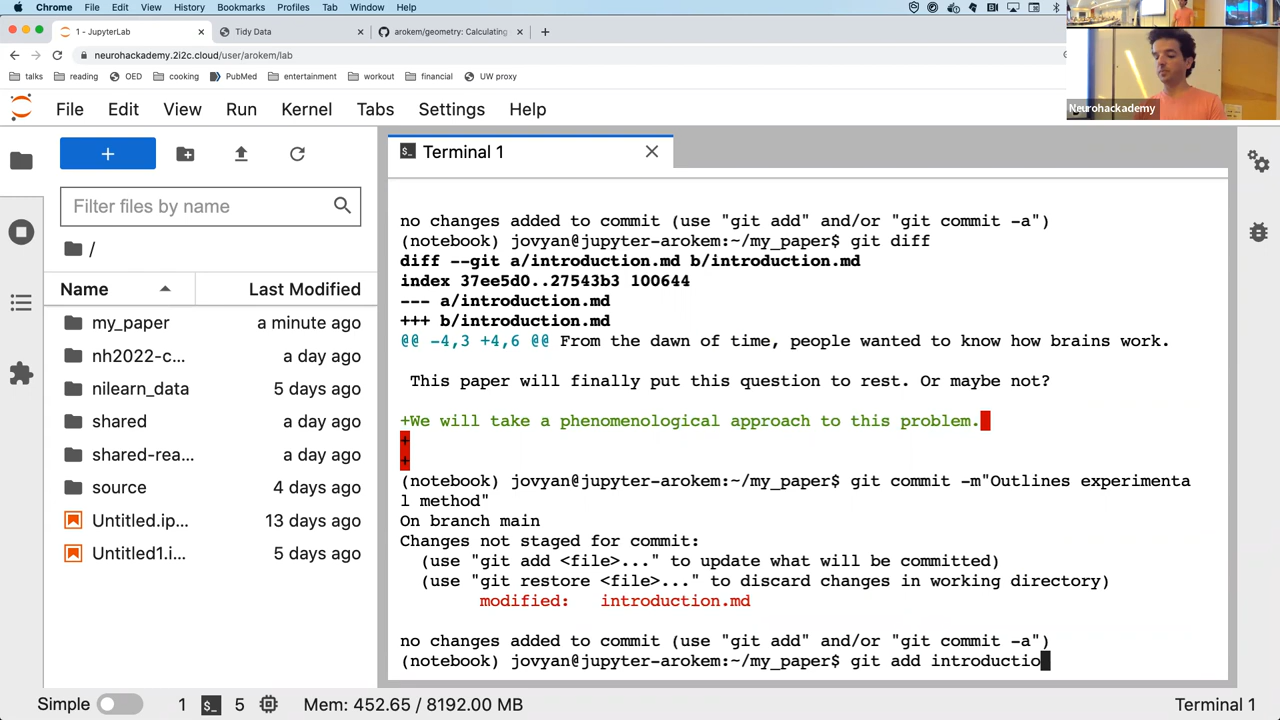 Chrome File Edit View History Bookmarks Profiles Tab Window Help
1 - JupyterLab
Tidy Data
arokem/geometry: Calculating
neurohackademy.2i2c.cloud/user/arokem/lab
talks reading OED cooking PubMed entertainment workout financial UW proxy
Neurohackademy
File Edit View Run Kernel Tabs Settings Help
Filter files by name
/
Name Last Modified
my_paper a minute ago
nh2022-c... a day ago
nilearn_data 5 days ago
shared a day ago
shared-rea... a day ago
source a day ago
Untitled.ip... 13 days ago
Untitled1.i... 5 days ago
Terminal 1
no changes added to commit (use "git add" and/or "git commit -a")
(notebook) jovyan@jupyter-arokem:~/my_paper$ git diff
diff --git a/introduction.md b/introduction.md
index 37ee5d0..27543b3 100644
--- a/introduction.md
+++ b/introduction.md
@@ -4,3 +4,6 @@ From the dawn of time, people wanted to know how brains work.
This paper will finally put this question to rest. Or maybe not?
+We will take a phenomenological approach to this problem.
+
+
(notebook) jovyan@jupyter-arokem:~/my_paper$ git commit -m"Outlines experimenta
l method"
On branch main
Changes not staged for commit:
(use "git add <file>..." to update what will be committed)
(use "git restore <file>..." to discard changes in working directory)
modified: introduction.md
no changes added to commit (use "git add" and/or "git commit -a")
(notebook) jovyan@jupyter-arokem:~/my_paper$ git add introductio
Simple 1 5 Mem: 452.65 / 8192.00 MB Terminal 1